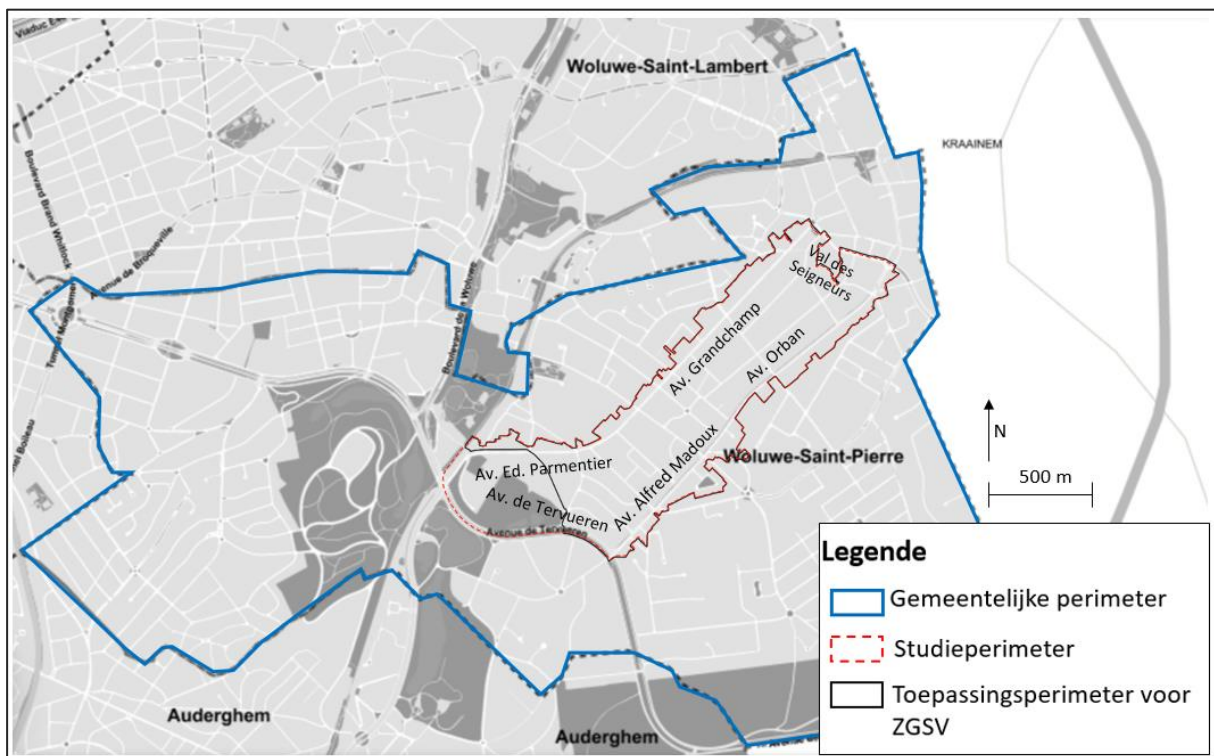 Viaduc E
Woluwe-Saint-Lambert
KRAAINEM
Boulevard Brand Whitlock
Avenue de Broqueville
Boulevard de la Woluwe
Val des
Seigneurs
Av. Grandchamp
Av. Orban
Av. Alfred Madoux
Woluwe-Saint-Pierre
Av. Ed. Parmentier
Av. de Tervueren
Avenue de Tervueren
N
500 m
Auderghem
Auderghem
Legende
Gemeentelijke perimeter
Studieperimeter
Toepassingsperimeter voor
ZGSV